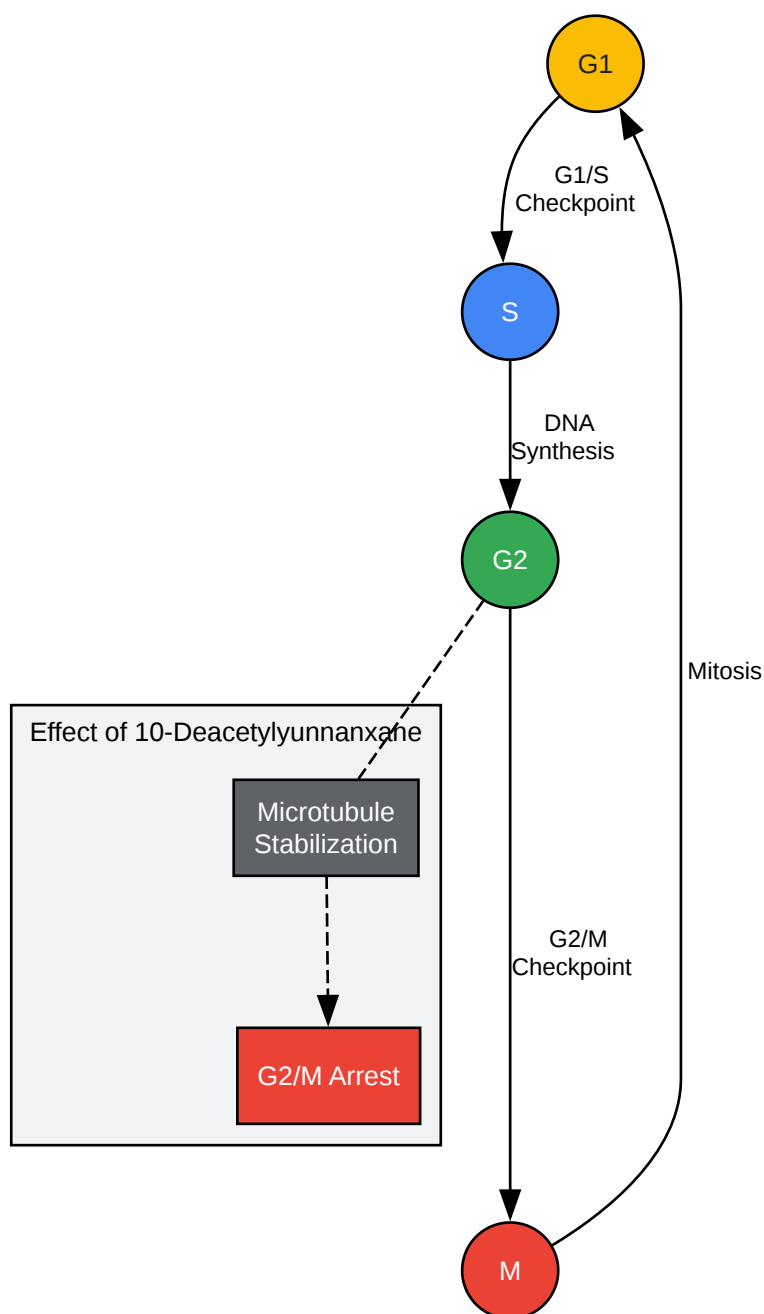 G1
G1/S
Checkpoint
S
DNA
Synthesis
G2
Mitosis
Effect of 10-Deacetylyunnanxane
Microtubule
Stabilization
G2/M
Checkpoint
G2/M Arrest
M